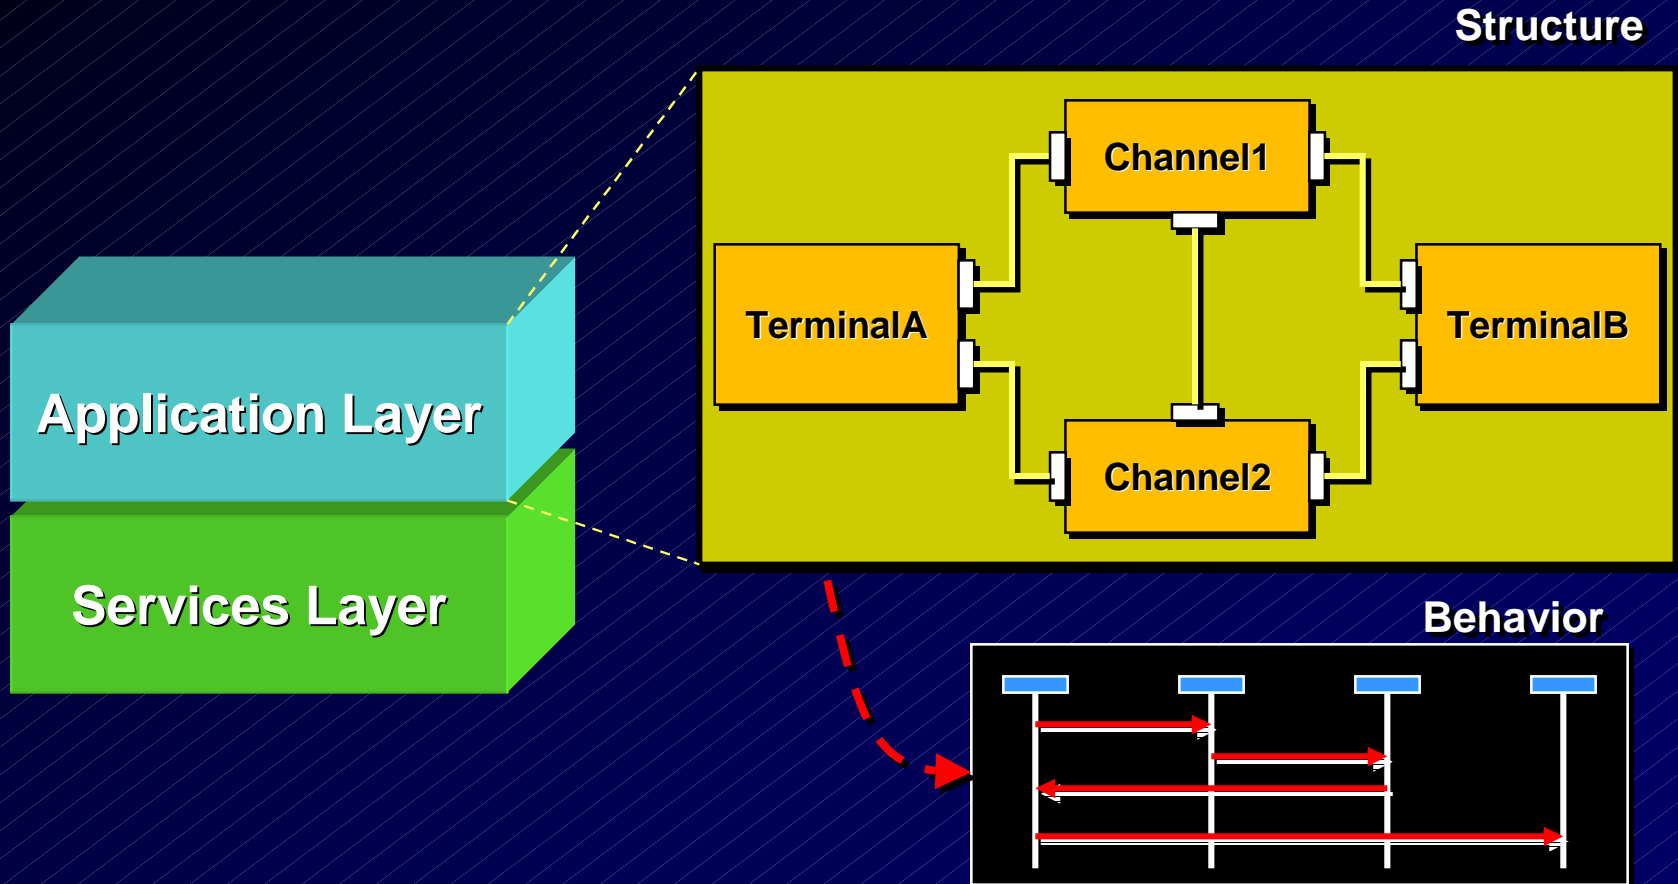 Structure
Channel1
TerminalA
TerminalB
Application Layer
Channel2
Services Layer
Behavior